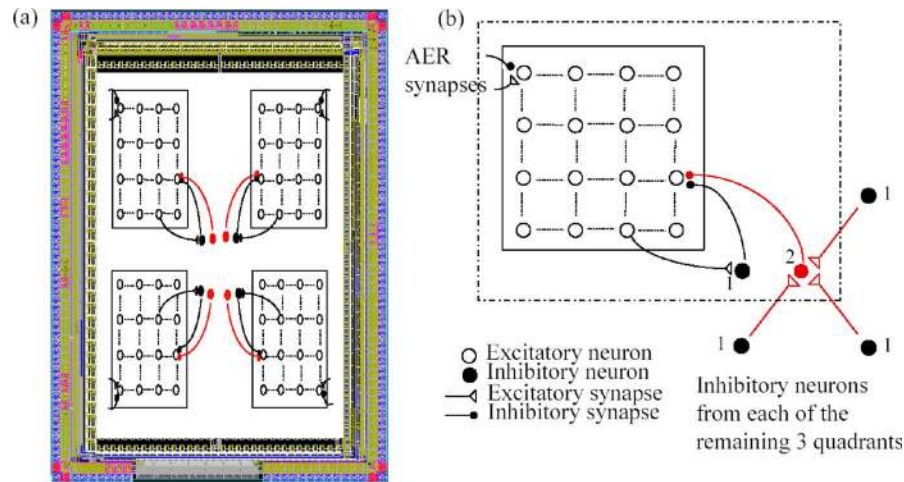 (a)
(b)
AER
synapses
1
2
1
1
1
Excitatory neuron
Inhibitory neuron
Excitatory synapse
Inhibitory synapse
Inhibitory neurons
from each of the
remaining 3 quadrants